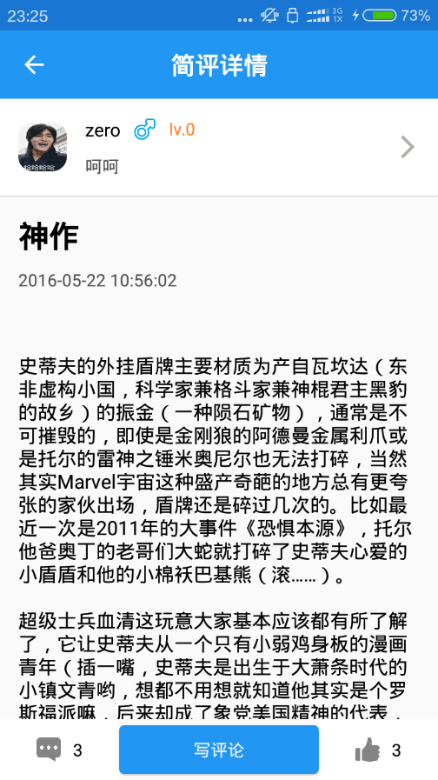 23:25
3G
1X
73%
简评详情
zero
lv.0
呵呵
神作
2016-05-22 10:56:02
史蒂夫的外挂盾牌主要材质为产自瓦坎达（东
非虚构小国，科学家兼格斗家兼神棍君主黑豹
的故乡）的振金（一种陨石矿物），通常是不
可摧毁的，即使是金刚狼的阿德曼金属利爪或
是托尔的雷神之锤米奥尼尔也无法打碎，当然
其实Marvel宇宙这种盛产奇葩的地方总有更夸
张的家伙出场，盾牌还是碎过几次的。比如最
近一次是2011年的大事件《恐惧本源》，托尔
他爸奥丁的老哥们大蛇就打碎了史蒂夫心爱的
小盾盾和他的小棉袄巴基熊（滚……）。
超级士兵血清这玩意大家基本应该都有所了解
了，它让史蒂夫从一个只有小弱鸡身板的漫画
青年（插一嘴，史蒂夫是出生于大萧条时代的
小镇文青哟，想都不用想就知道他其实是个罗
斯福派嘛，后来却成了象党美国精神的代表，
3
写评论
3